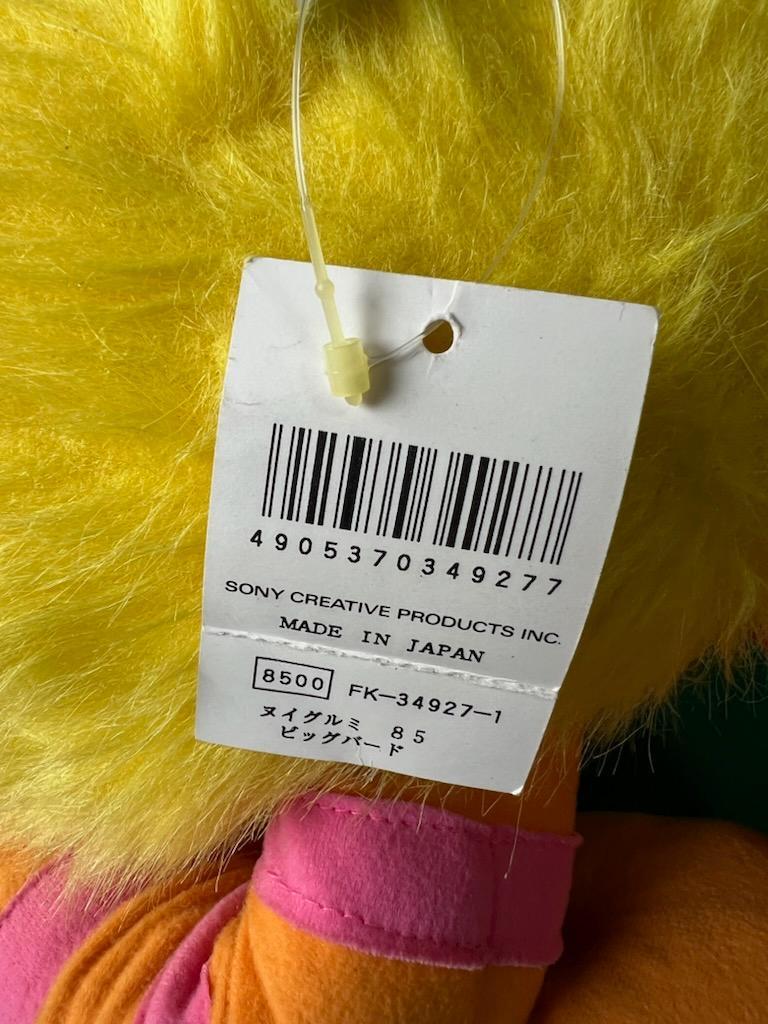 4905370349277
SONY CREATIVE PRODUCTS INC.
MADE IN JAPAN
8500 FK-34927-1
ヌイグルミ 85
ビッグバード